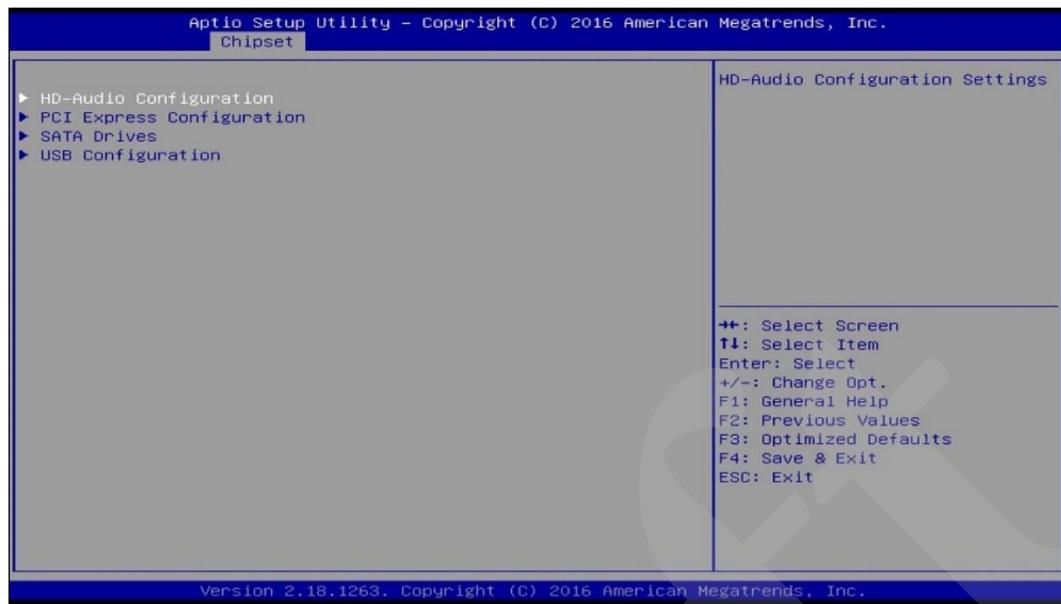 Aptio Setup Utility – Copyright (C) 2016 American Megatrends, Inc.
Chipset
► HD-Audio Configuration
► PCI Express Configuration
► SATA Drives
► USB Configuration
HD-Audio Configuration Settings
→←: Select Screen
↑↓: Select Item
Enter: Select
+/-: Change Opt.
F1: General Help
F2: Previous Values
F3: Optimized Defaults
F4: Save & Exit
ESC: Exit
Version 2.18.1263. Copyright (C) 2016 American Megatrends, Inc.